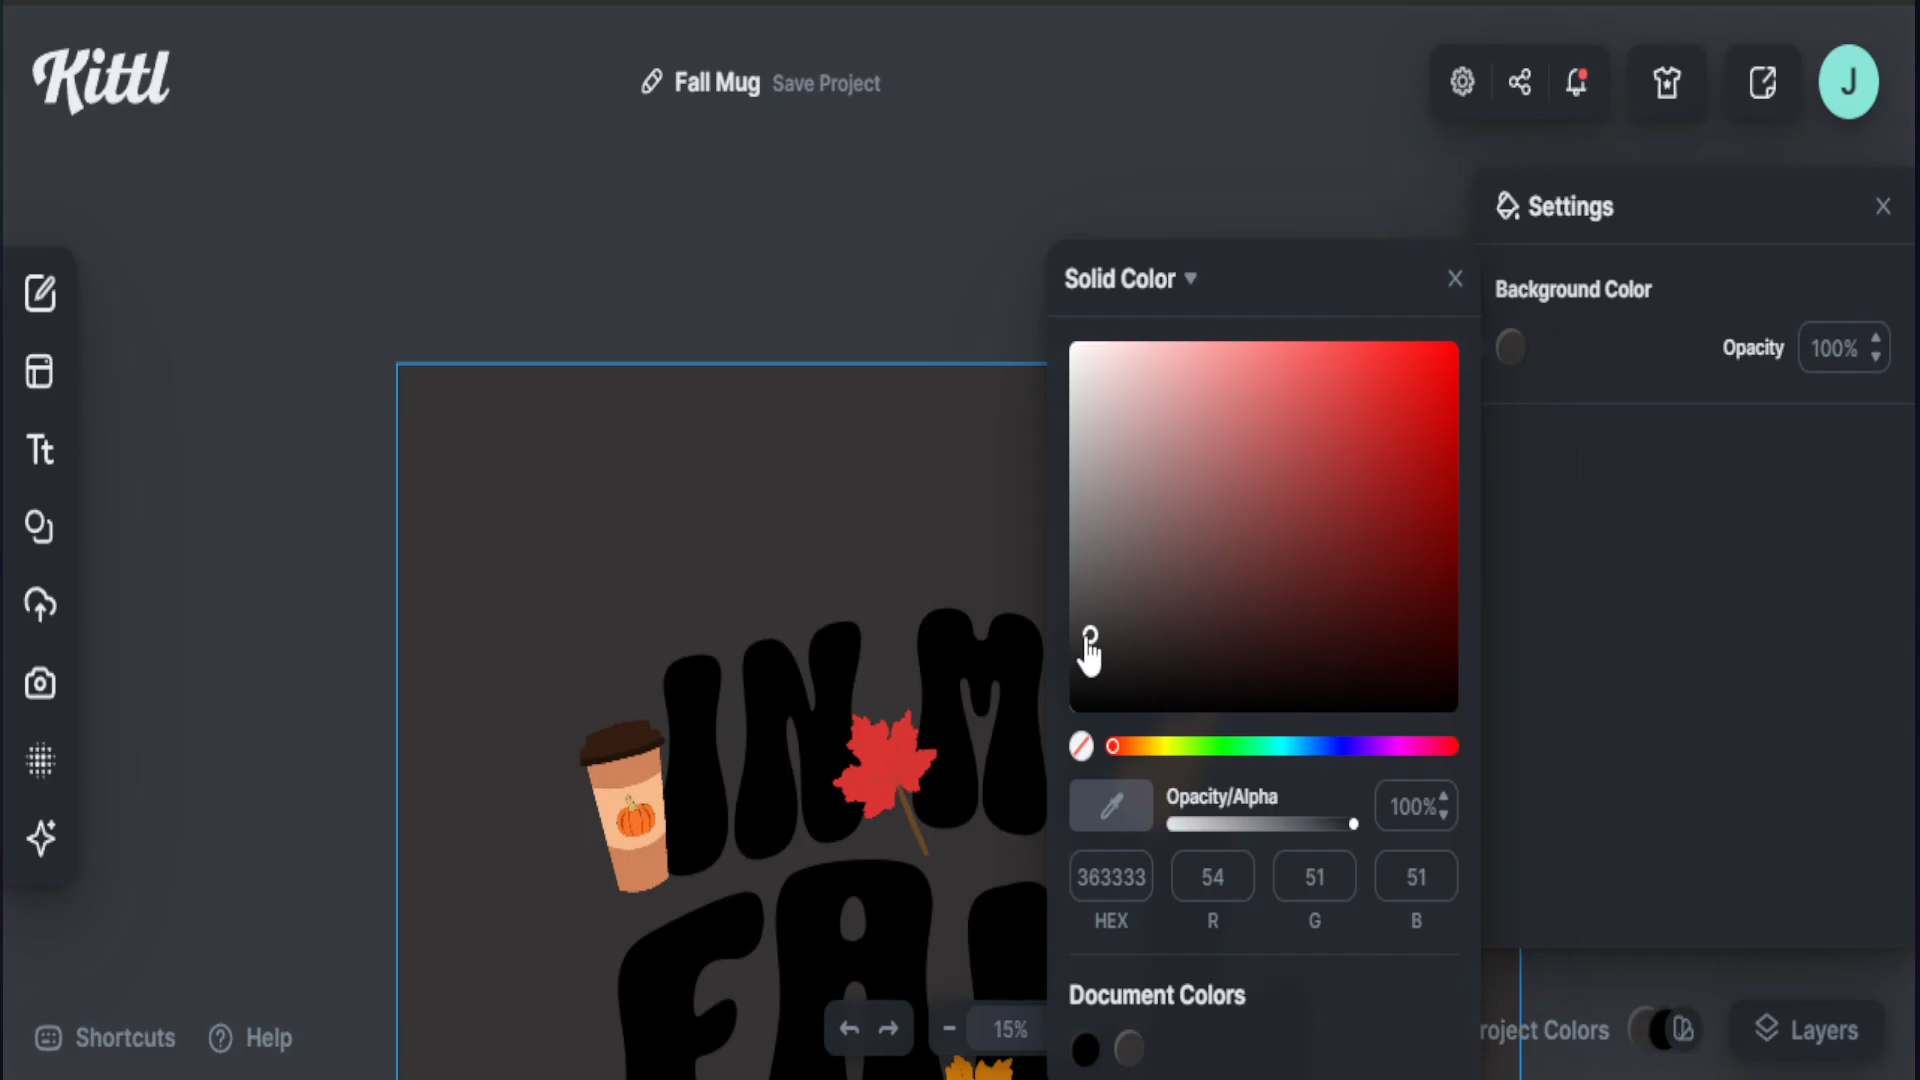 Kittl
Fall Mug Save Project
J
Settings
Solid Color
Background Color
Opacity 100%
Tt
IN M
Opacity/Alpha 100%
363333 54 51 51
HEX R G B
FA
Document Colors
Shortcuts Help
15%
roject Colors
Layers